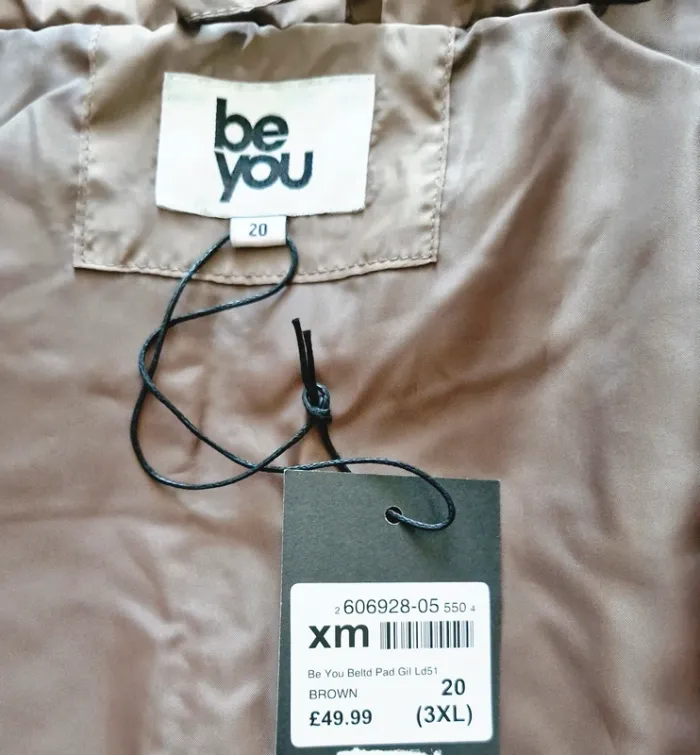 be
you
20
2 606928-05 550 4
xm
Be You Beltd Pad Gil Ld51
BROWN 20
£49.99 (3XL)